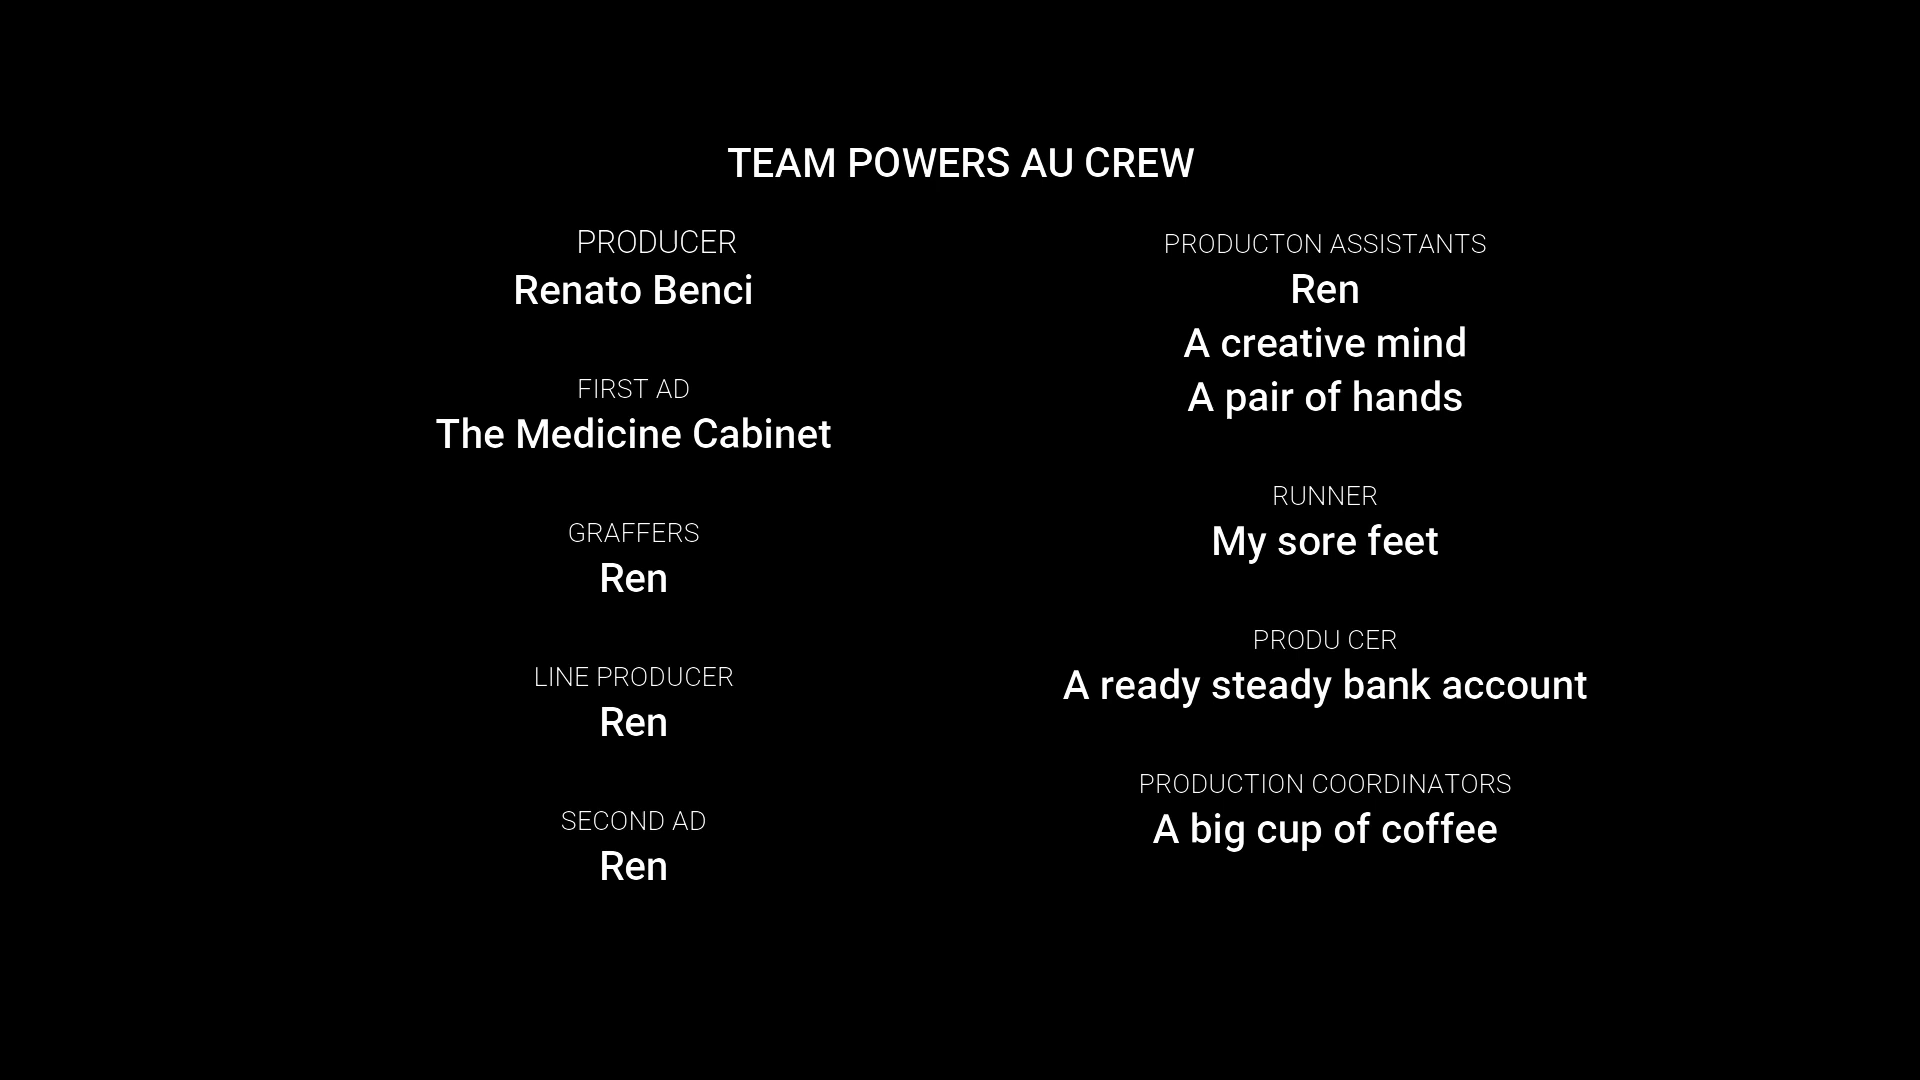 TEAM POWERS AU CREW
PRODUCER
Renato Benci
FIRST AD
The Medicine Cabinet
GRAFFERS
Ren
LINE PRODUCER
Ren
SECOND AD
Ren
PRODUCTON ASSISTANTS
Ren
A creative mind
A pair of hands
RUNNER
My sore feet
PRODU CER
A ready steady bank account
PRODUCTION COORDINATORS
A big cup of coffee